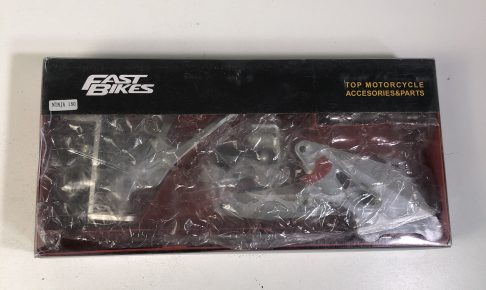 FAST
BIKES
NINJA 150
TOP MOTORCYCLE
ACCESORIES&PARTS